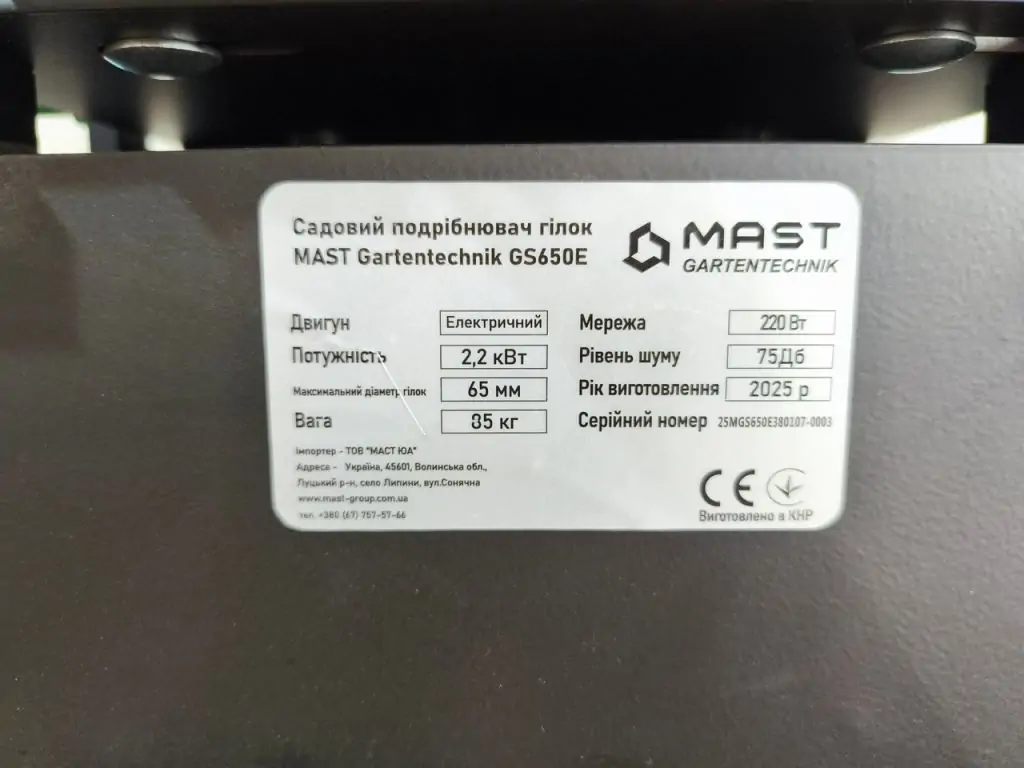 Садовий подрібнювач гілок
MAST Gartentechnik GS650E
MAST
GARTENTECHNIK
Двигун Електричний
Потужність 2,2 кВт
Максимальний діаметр гілок 65 мм
Вага 85 кг
Мережа 220 Вт
Рівень шуму 75Дб
Рік виготовлення 2025 р
Серійний номер 25MGS650E380107-0003
Імпортер - ТОВ "МАСТ ЮА"
Адреса - Україна, 45601, Волинська обл.,
Луцький р-н, село Липини, вул.Сонячна
www.mast-group.com.ua
тел. +380 (67) 757-57-66
CE
Виготовлено в КНР